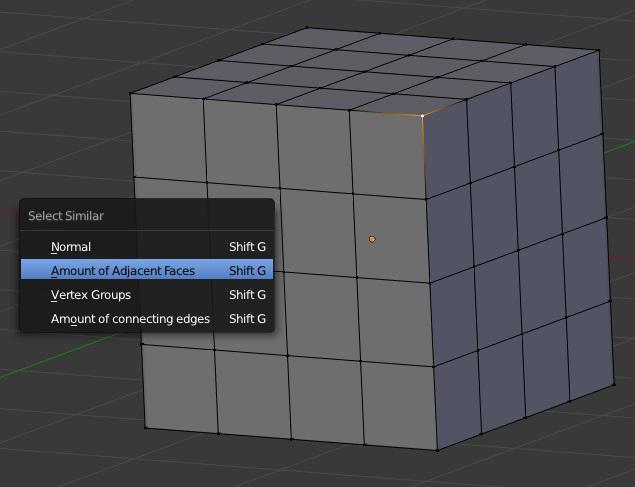 Select Similar
Normal Shift G
Amount of Adjacent Faces Shift G
Vertex Groups Shift G
Amount of connecting edges Shift G